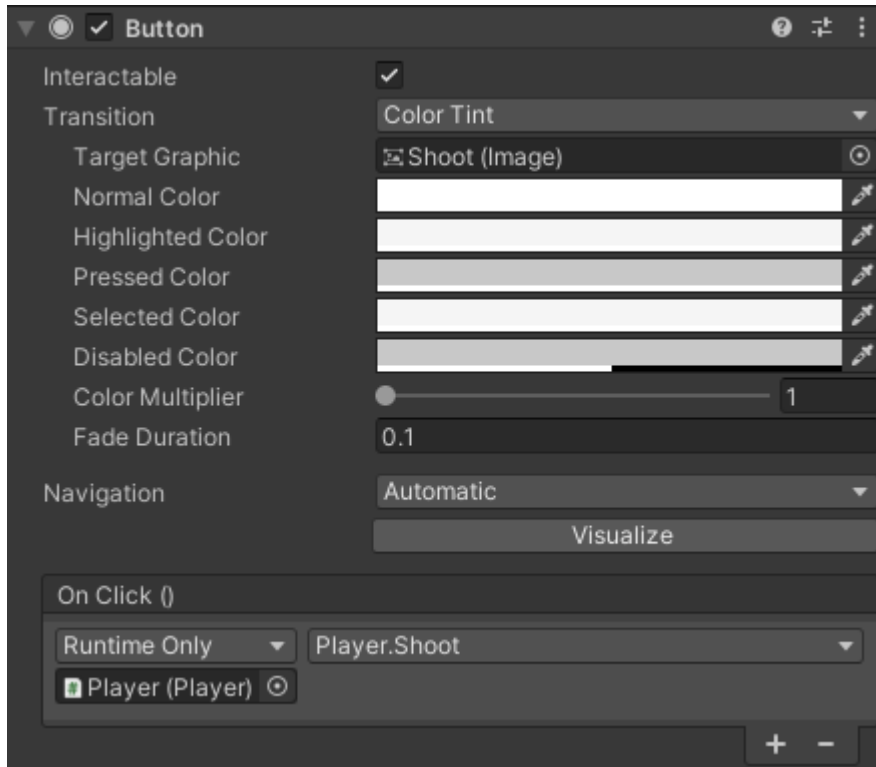 Button
Interactable
Transition Color Tint
Target Graphic Shoot (Image)
Normal Color
Highlighted Color
Pressed Color
Selected Color
Disabled Color
Color Multiplier 1
Fade Duration 0.1
Navigation Automatic
Visualize
On Click ()
Runtime Only Player.Shoot
Player (Player)